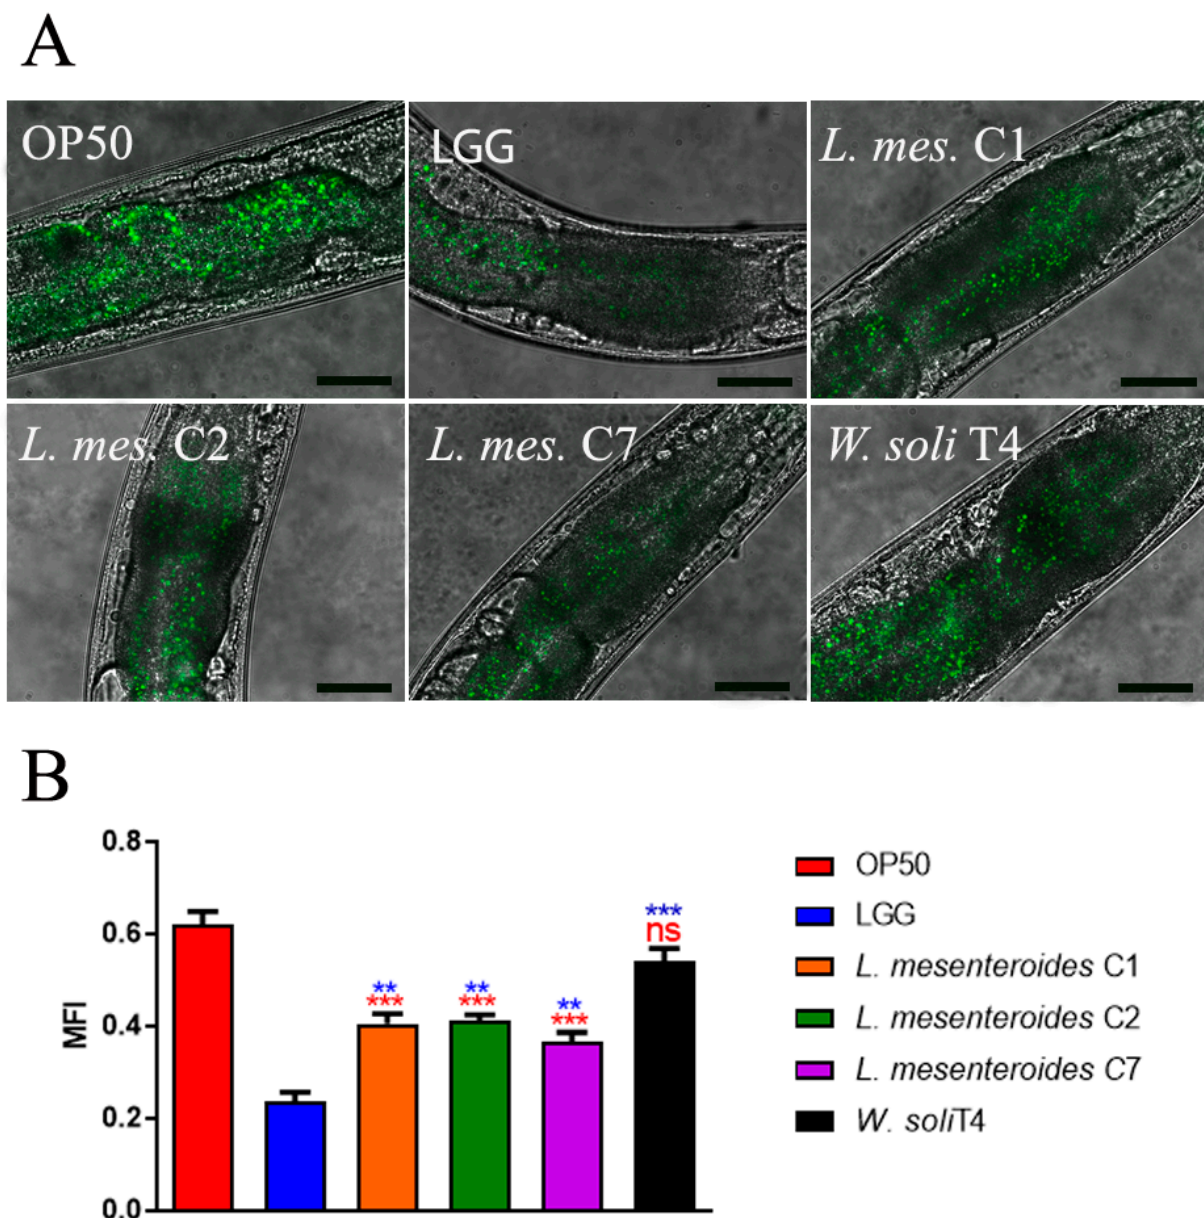 A
OP50
LGG
L. mes. C1
L. mes. C2
L. mes. C7
W. soli T4
B
MFI
0.8
0.6
0.4
0.2
0.0
**
***
**
***
**
***
***
ns
OP50
LGG
L. mesenteroides C1
L. mesenteroides C2
L. mesenteroides C7
W. soliT4